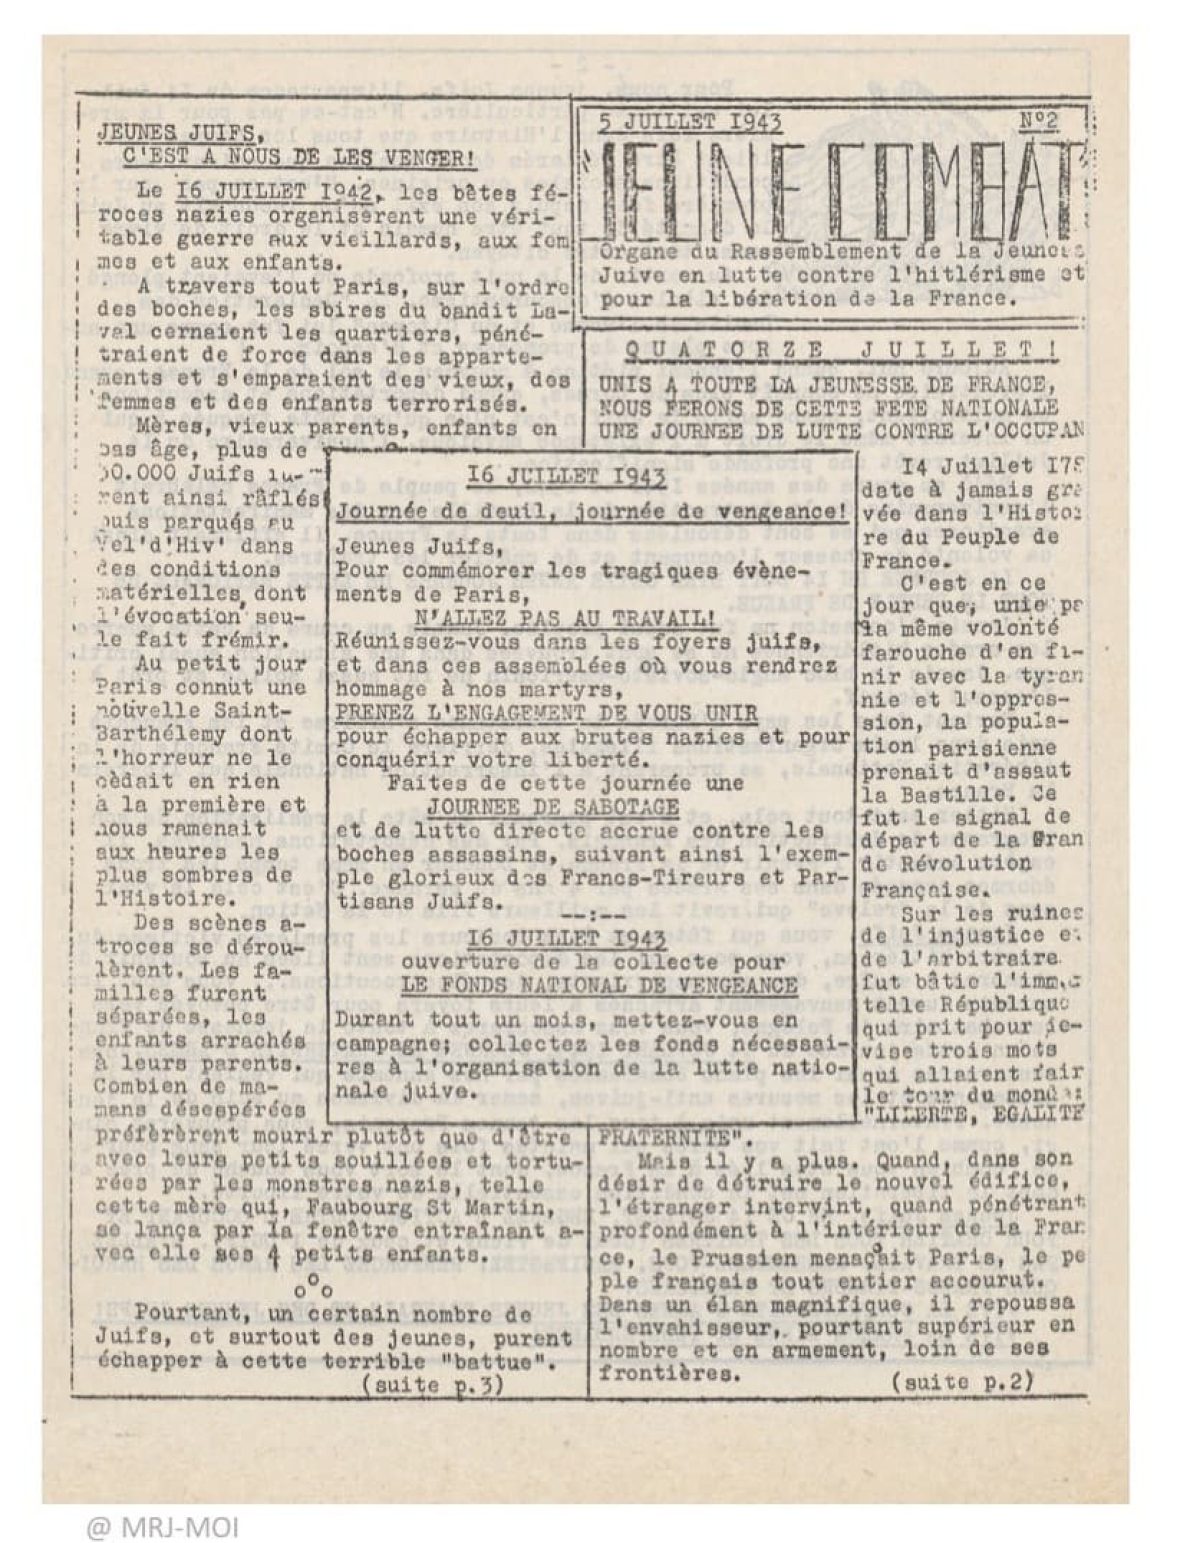 JEUNES JUIFS,
C'EST A NOUS DE LES VENGER!
Le I6 JUILLET I942, les bêtes fé-
roces nazies organisèrent une véri-
table guerre aux vieillards, aux fem
mes et aux enfants.
A travers tout Paris, sur l'ordre
des boches, les sbires du bandit La-
val cernaient les quartiers, péné-
traient de force dans les apparte-
ments et s'emparaient des vieux, des
femmes et des enfants terrorisés.
Mères, vieux parents, enfants en
bas âge, plus de
0.000 Juifs fu-
rent ainsi râflés
puis parqués au
Vel'd'Hiv' dans
des conditions
matérielles dont
l'évocation seu-
le fait frémir.
Au petit jour
Paris connut une
nouvelle Saint-
Barthélemy dont
l'horreur ne le
cèdait en rien
à la première et
nous ramenait
aux heures les
plus sombres de
l'Histoire.
Des scènes a-
troces se dérou-
lèrent. Les fa-
milles furent
séparées, les
enfants arrachés
à leurs parents.
Combien de ma-
mans désespérées
préférèrent mourir plutôt que d'être
avec leurs petits souillées et tortu-
rées par les monstres nazis, telle
cette mère qui, Faubourg St Martin,
se lança par la fenêtre entraînant a-
vec elle ses 4 petits enfants.
o°o
Pourtant, un certain nombre de
Juifs, et surtout des jeunes, purent
échapper à cette terrible "battue".
(suite p.3)
5 JUILLET I943 N°2
"JEUNE COMBAT"
Organe du Rassemblement de la Jeunes
Juive en lutte contre l'hitlérisme et
pour la libération de la France.
QUATORZE JUILLET!
UNIS A TOUTE LA JEUNESSE DE FRANCE,
NOUS FERONS DE CETTE FETE NATIONALE
UNE JOURNEE DE LUTTE CONTRE L'OCCUPAN
I6 JUILLET I943
Journée de deuil, journée de vengeance!
Jeunes Juifs,
Pour commémorer les tragiques évène-
ments de Paris,
N'ALLEZ PAS AU TRAVAIL!
Réunissez-vous dans les foyers juifs,
et dans ces assemblées où vous rendrez
hommage à nos martyrs,
PRENEZ L'ENGAGEMENT DE VOUS UNIR
pour échapper aux brutes nazies et pour
conquérir votre liberté.
Faites de cette journée une
JOURNEE DE SABOTAGE
et de lutte directe accrue contre les
boches assassins, suivant ainsi l'exem-
ple glorieux des Francs-Tireurs et Par-
tisans Juifs.
--:--
I6 JUILLET I943
ouverture de la collecte pour
LE FONDS NATIONAL DE VENGEANCE
Durant tout un mois, mettez-vous en
campagne; collectez les fonds nécessai-
res à l'organisation de la lutte natio-
nale juive.
I4 Juillet I78
date à jamais gra
vée dans l'Histoi
re du Peuple de
France.
C'est en ce
jour que, unie pa
la même volonté
farouche d'en fi-
nir avec la tyran
nie et l'oppres-
sion, la popula-
tion parisienne
prenait d'assaut
la Bastille. Ce
fut le signal de
départ de la Gran
de Révolution
Française.
Sur les ruines
de l'injustice et
de l'arbitraire
fut bâtie l'immo
telle République
qui prit pour de-
vise trois mots
qui allaient fair
le tour du monde:
"LILERTE, EGALITE
FRATERNITE".
Mais il y a plus. Quand, dans son
désir de détruire le nouvel édifice,
l'étranger intervint, quand pénétrant
profondément à l'intérieur de la Fran
ce, le Prussien menaçait Paris, le pe
ple français tout entier accourut.
Dans un élan magnifique, il repoussa
l'envahisseur, pourtant supérieur en
nombre et en armement, loin de ses
frontières.
(suite p.2)
@ MRJ-MOI